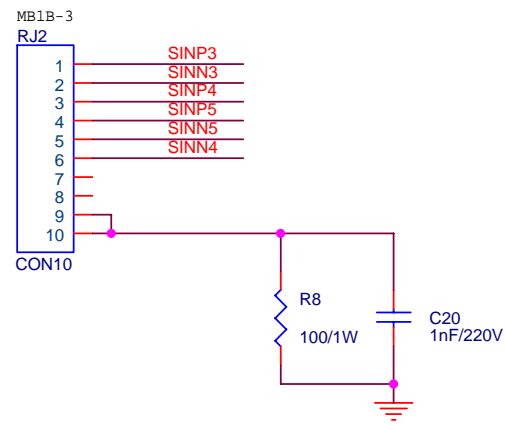 MB1B-3
RJ2
1 SINP3
2 SINN3
3 SINP4
4 SINP5
5 SINN5
6 SINN4
7
8
9
10
CON10
R8
100/1W
C20
1nF/220V